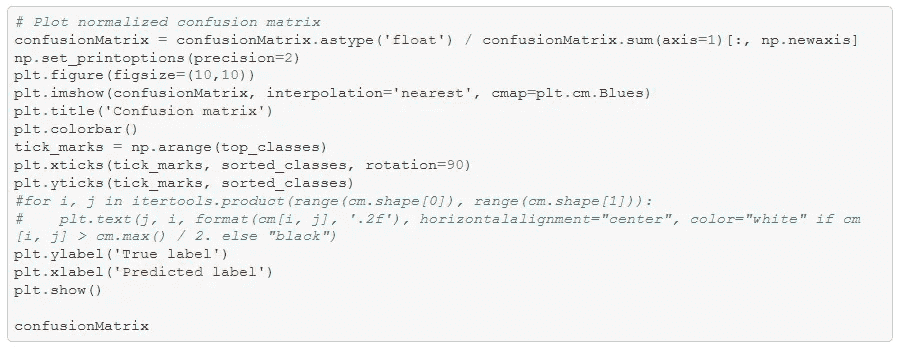 # Plot normalized confusion matrix
confusionMatrix = confusionMatrix.astype('float') / confusionMatrix.sum(axis=1)[:, np.newaxis]
np.set_printoptions(precision=2)
plt.figure(figsize=(10,10))
plt.imshow(confusionMatrix, interpolation='nearest', cmap=plt.cm.Blues)
plt.title('Confusion matrix')
plt.colorbar()
tick_marks = np.arange(top_classes)
plt.xticks(tick_marks, sorted_classes, rotation=90)
plt.yticks(tick_marks, sorted_classes)
#for i, j in itertools.product(range(cm.shape[0]), range(cm.shape[1])):
#    plt.text(j, i, format(cm[i, j], '.2f'), horizontalalignment="center", color="white" if cm
[i, j] > cm.max() / 2. else "black")
plt.ylabel('True label')
plt.xlabel('Predicted label')
plt.show()
confusionMatrix